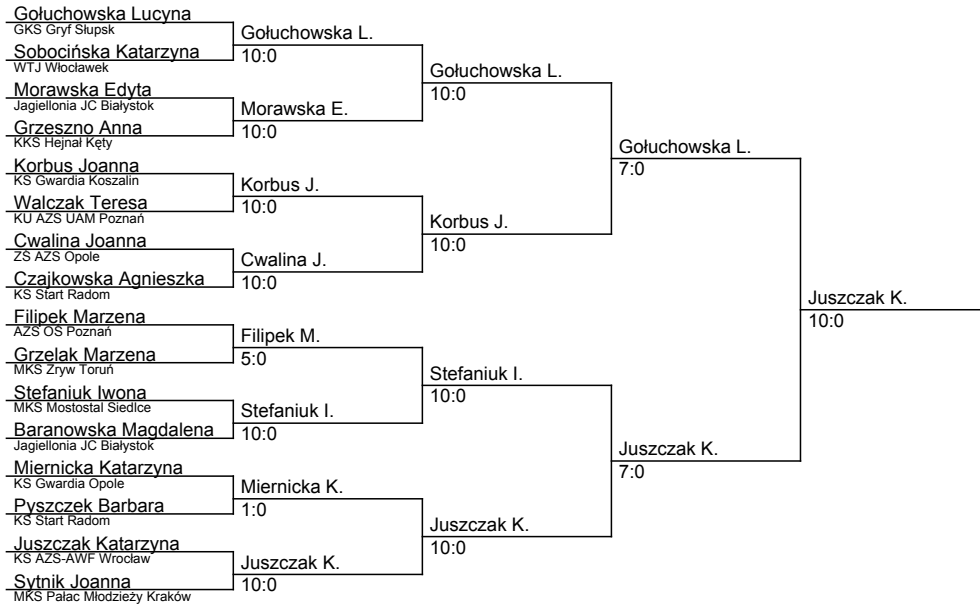 Gołuchowska Lucyna
GKS Gryf Słupsk
Sobocińska Katarzyna
WTJ Włocławek
Morawska Edyta
Jagiellonia JC Białystok
Grzeszno Anna
KKS Hejnał Kęty
Korbus Joanna
KS Gwardia Koszalin
Walczak Teresa
KU AZS UAM Poznań
Cwalina Joanna
ZS AZS Opole
Czajkowska Agnieszka
KS Start Radom
Filipek Marzena
AZS OŚ Poznań
Grzelak Marzena
MKS Zryw Toruń
Stefaniuk Iwona
MKS Mostostal Siedlce
Baranowska Magdalena
Jagiellonia JC Białystok
Miernicka Katarzyna
KS Gwardia Opole
Pyszczek Barbara
KS Start Radom
Juszczak Katarzyna
KS AZS-AWF Wrocław
Sytnik Joanna
MKS Pałac Młodzieży Kraków
Gołuchowska L.
10:0
Morawska E.
10:0
Korbus J.
10:0
Cwalina J.
10:0
Filipek M.
5:0
Stefaniuk I.
10:0
Miernicka K.
1:0
Juszczak K.
10:0
Gołuchowska L.
10:0
Korbus J.
10:0
Stefaniuk I.
10:0
Juszczak K.
10:0
Gołuchowska L.
7:0
Juszczak K.
7:0
Juszczak K.
10:0